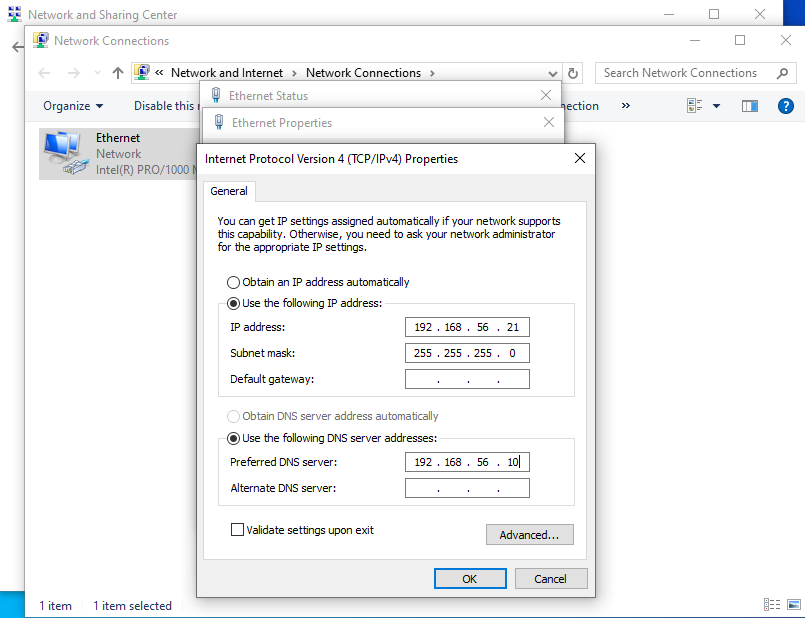 Network and Sharing Center
Network Connections
« Network and Internet › Network Connections ›
Search Network Connections
Organize
Disable this
nection
»
Ethernet Status
Ethernet Properties
Ethernet
Network
Intel(R) PRO/1000
Internet Protocol Version 4 (TCP/IPv4) Properties
General
You can get IP settings assigned automatically if your network supports
this capability. Otherwise, you need to ask your network administrator
for the appropriate IP settings.
Obtain an IP address automatically
Use the following IP address:
IP address: 192 . 168 . 56 . 21
Subnet mask: 255 . 255 . 255 . 0
Default gateway: . . .
Obtain DNS server address automatically
Use the following DNS server addresses:
Preferred DNS server: 192 . 168 . 56 . 10
Alternate DNS server: . . .
Validate settings upon exit
Advanced...
OK Cancel
1 item 1 item selected